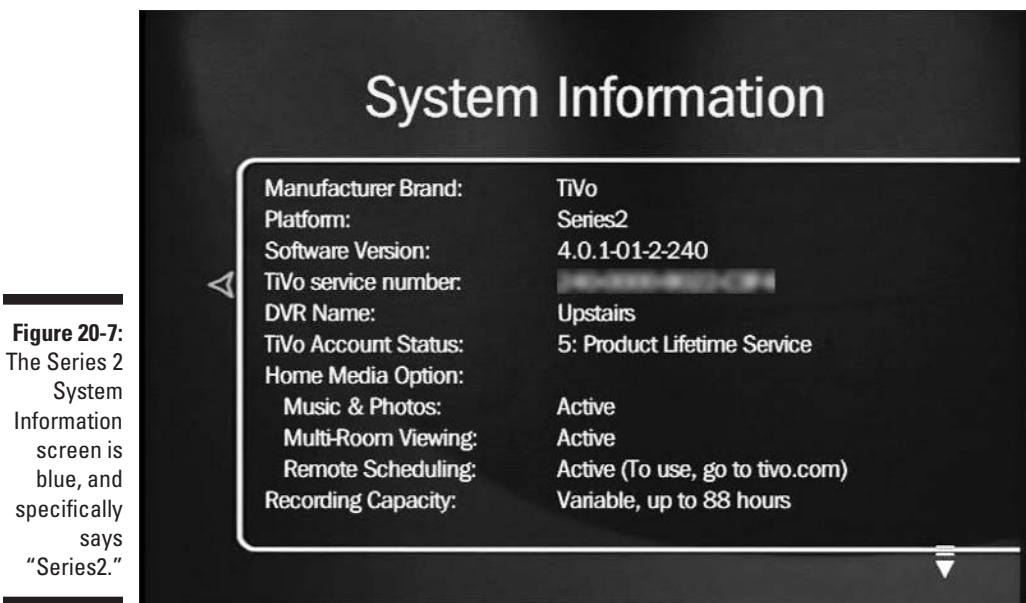 System Information
Manufacturer Brand: TiVo
Platform: Series2
Software Version: 4.0.1-01-2-240
TiVo service number:
DVR Name: Upstairs
TiVo Account Status: 5: Product Lifetime Service
Home Media Option:
Music & Photos: Active
Multi-Room Viewing: Active
Remote Scheduling: Active (To use, go to tivo.com)
Recording Capacity: Variable, up to 88 hours
Figure 20-7:
The Series 2
System
Information
screen is
blue, and
specifically
says
“Series2.”